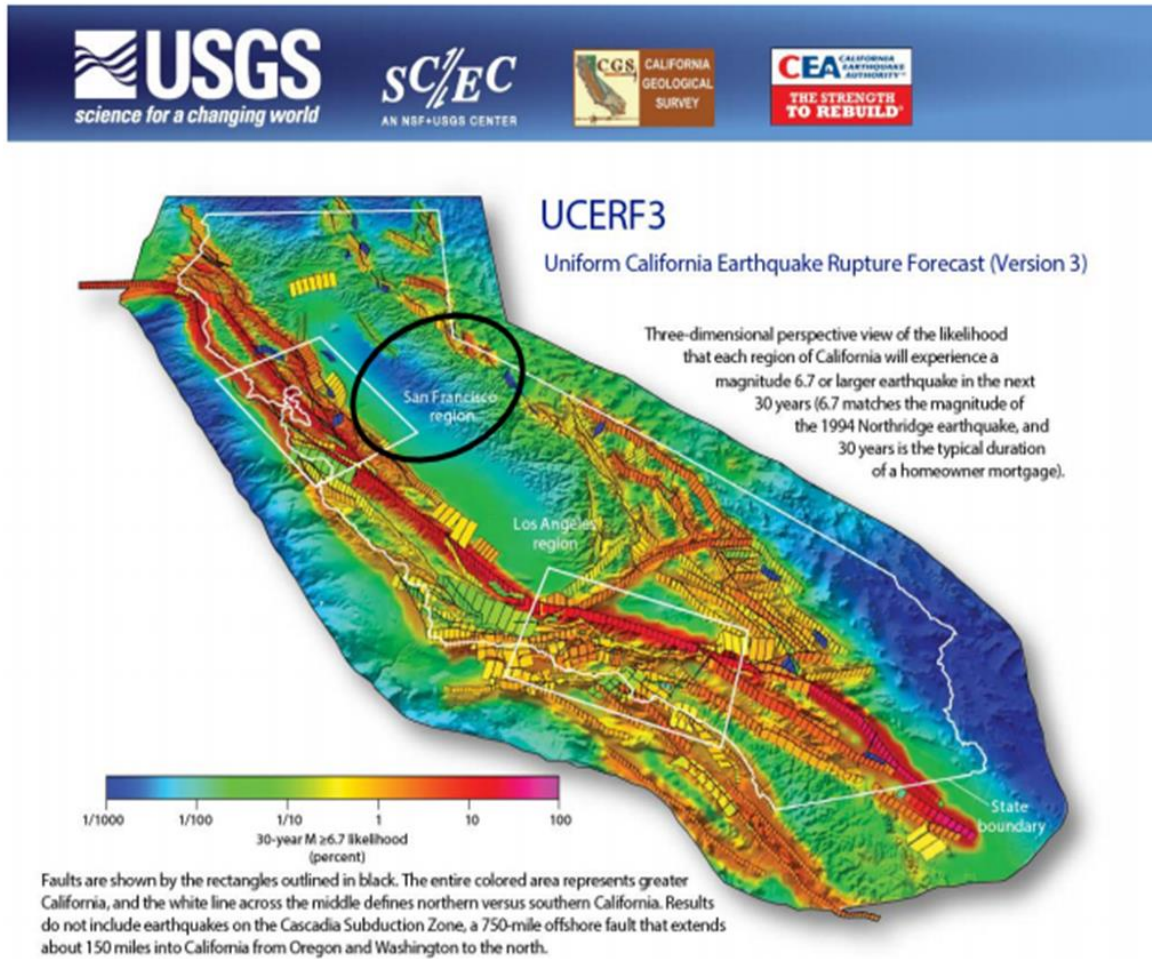 USGS
science for a changing world
SC/EC
AN NSF+USGS CENTER
CGS
CALIFORNIA
GEOLOGICAL
SURVEY
CEA CALIFORNIA
EARTHQUAKE
AUTHORITY™
THE STRENGTH
TO REBUILD®
UCERF3
Uniform California Earthquake Rupture Forecast (Version 3)
Three-dimensional perspective view of the likelihood
that each region of California will experience a
magnitude 6.7 or larger earthquake in the next
30 years (6.7 matches the magnitude of
the 1994 Northridge earthquake, and
30 years is the typical duration
of a homeowner mortgage).
San Francisco
region
Los Angeles
region
State
boundary
1/1000 1/100 1/10 1 10 100
30-year M ≥6.7 likelihood
(percent)
Faults are shown by the rectangles outlined in black. The entire colored area represents greater
California, and the white line across the middle defines northern versus southern California. Results
do not include earthquakes on the Cascadia Subduction Zone, a 750-mile offshore fault that extends
about 150 miles into California from Oregon and Washington to the north.